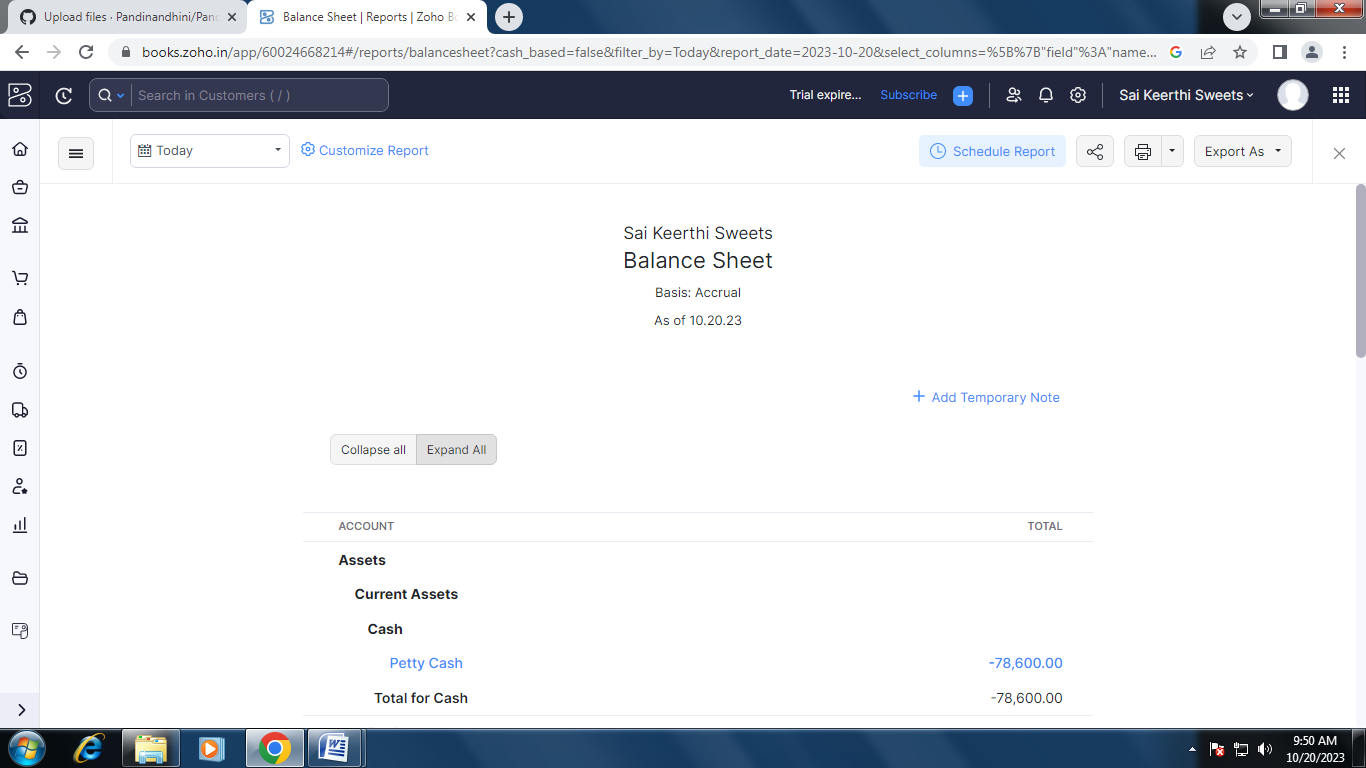 Upload files · Pandinandhini/Pan
Balance Sheet | Reports | Zoho Bo
books.zoho.in/app/60024668214#/reports/balancesheet?cash_based=false&filter_by=Today&report_date=2023-10-20&select_columns=%5B%7B"field"%3A"name...
Search in Customers ( / )
Trial expire...
Subscribe
Sai Keerthi Sweets
Today
Customize Report
Schedule Report
Export As
Sai Keerthi Sweets
Balance Sheet
Basis: Accrual
As of 10.20.23
+ Add Temporary Note
Collapse all
Expand All
ACCOUNT TOTAL
Assets
Current Assets
Cash
Petty Cash -78,600.00
Total for Cash -78,600.00
9:50 AM
10/20/2023